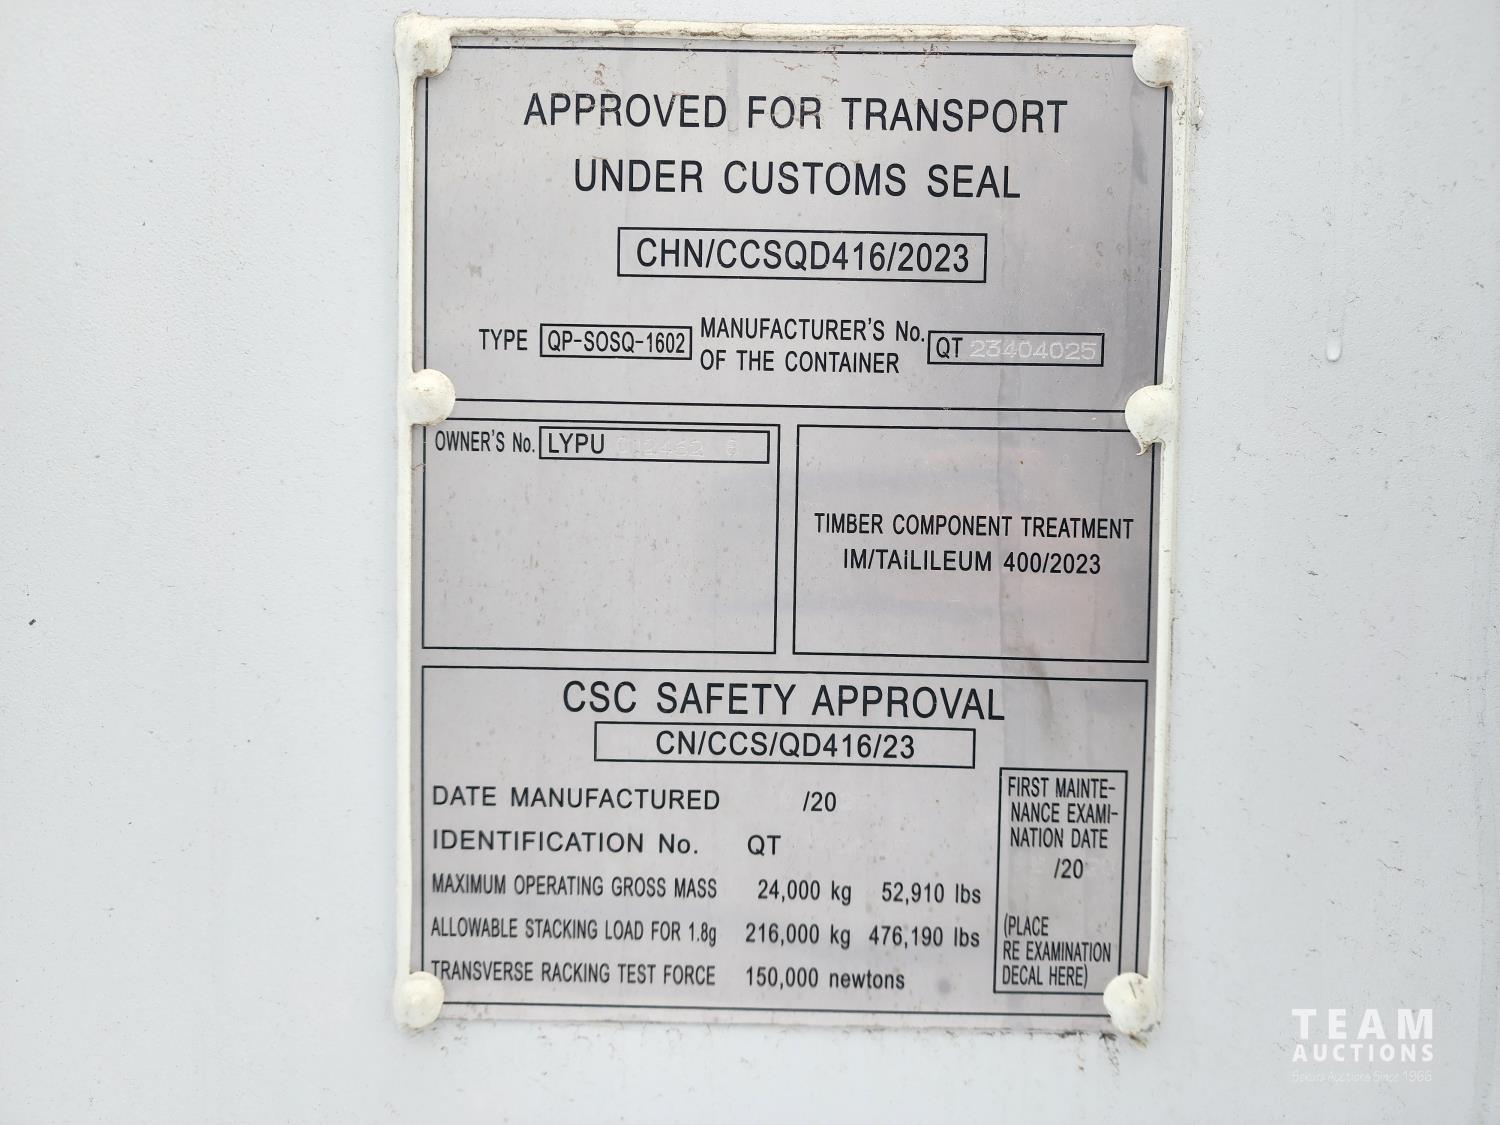 APPROVED FOR TRANSPORT
UNDER CUSTOMS SEAL
CHN/CCSQD416/2023
TYPE QP-SOSQ-1602 MANUFACTURER'S No. OF THE CONTAINER QT 23404025
OWNER'S No. LYPU
TIMBER COMPONENT TREATMENT
IM/TAiLILEUM 400/2023
CSC SAFETY APPROVAL
CN/CCS/QD416/23
DATE MANUFACTURED /20
IDENTIFICATION No. QT
MAXIMUM OPERATING GROSS MASS 24,000 kg 52,910 lbs
ALLOWABLE STACKING LOAD FOR 1.8g 216,000 kg 476,190 lbs
TRANSVERSE RACKING TEST FORCE 150,000 newtons
FIRST MAINTE-
NANCE EXAMI-
NATION DATE
/20
(PLACE
RE EXAMINATION
DECAL HERE)
TEAM
AUCTIONS
Auctions Since 1966